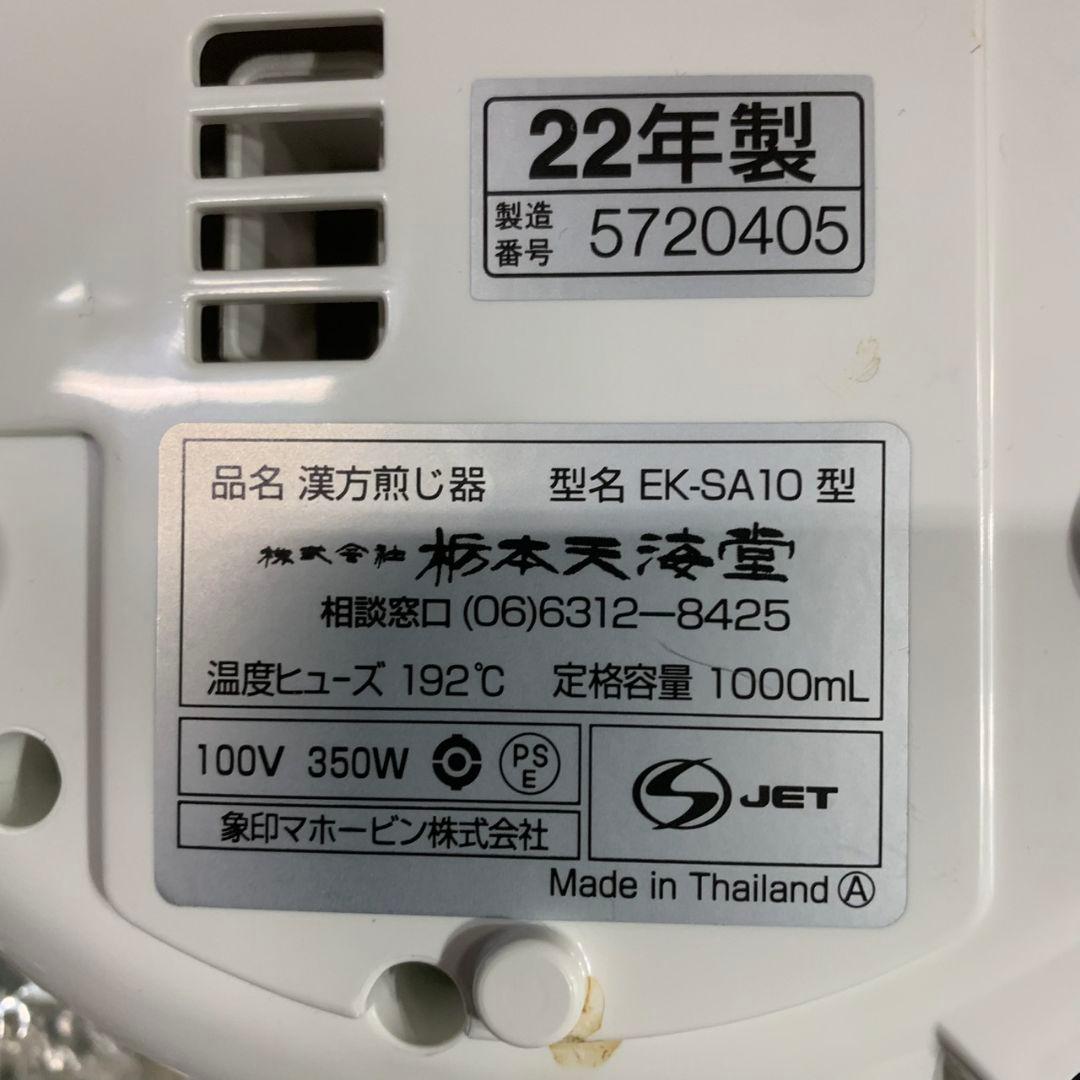 22年製
製造番号 5720405
品名 漢方煎じ器 型名 EK-SA10 型
株式会社 栃本天海堂
相談窓口 (06)6312—8425
温度ヒューズ 192℃ 定格容量 1000mL
100V 350W PSE
JET
象印マホービン株式会社
Made in Thailand Ⓐ